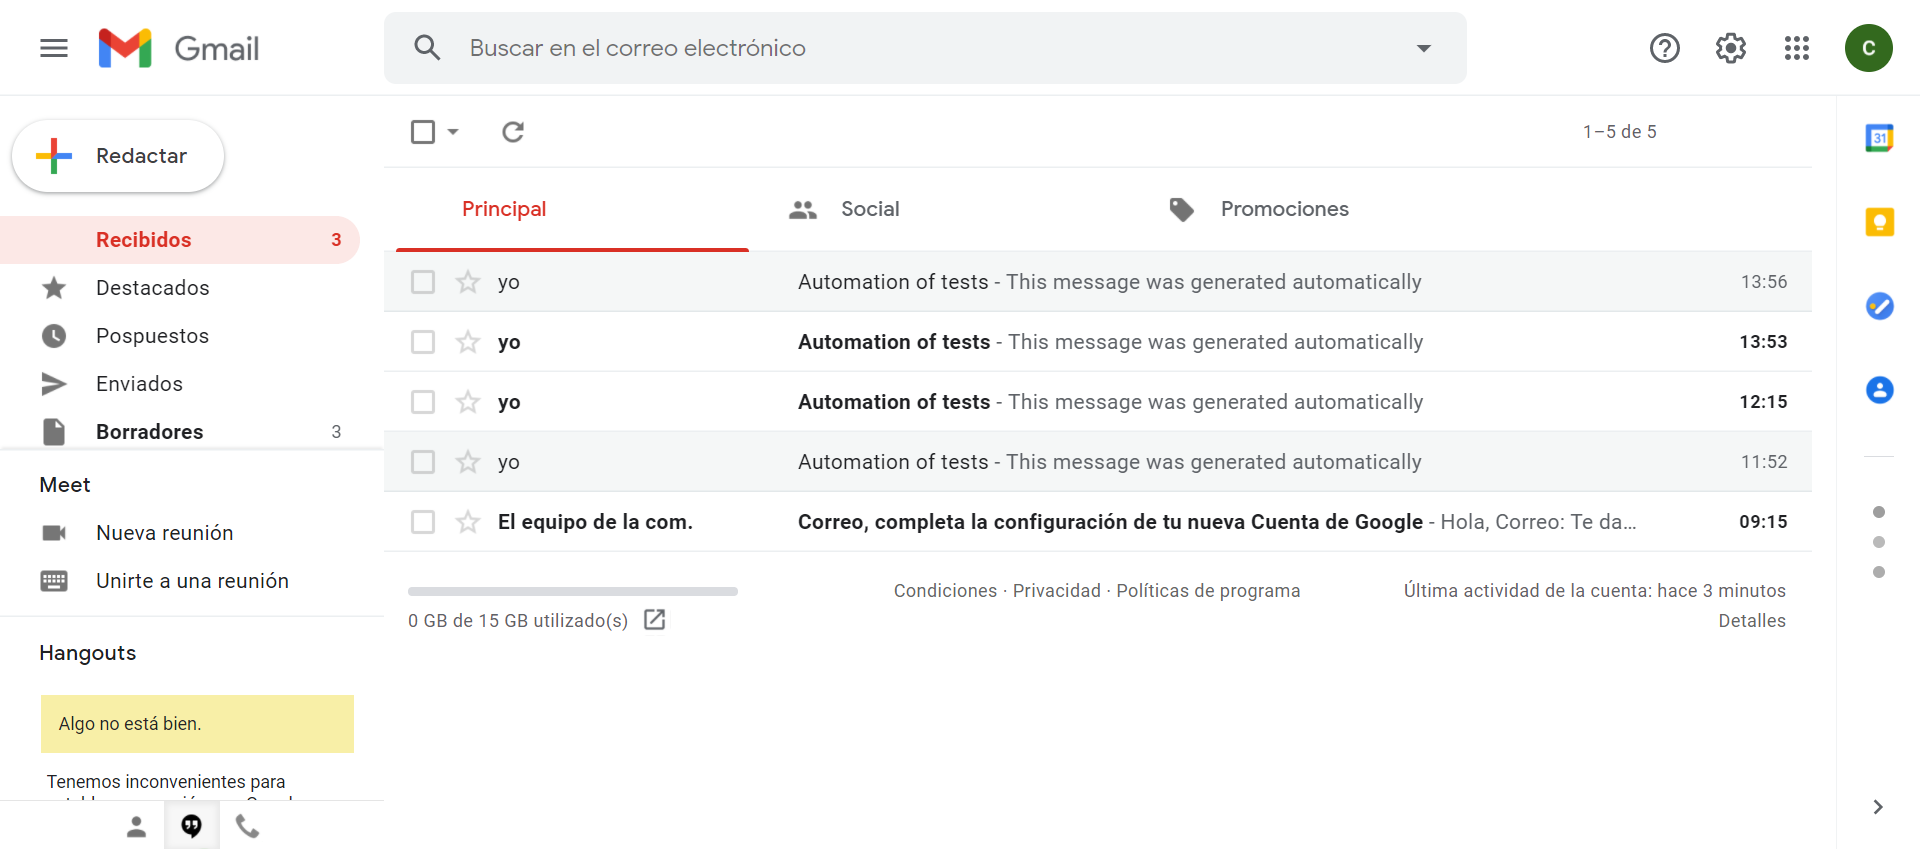 Gmail
Buscar en el correo electrónico
C
Redactar
1–5 de 5
31
Principal
Social
Promociones
Recibidos 3
Destacados
Pospuestos
Enviados
Borradores 3
yo Automation of tests - This message was generated automatically 13:56
yo Automation of tests - This message was generated automatically 13:53
yo Automation of tests - This message was generated automatically 12:15
yo Automation of tests - This message was generated automatically 11:52
El equipo de la com. Correo, completa la configuración de tu nueva Cuenta de Google - Hola, Correo: Te da…
09:15
Meet
Nueva reunión
Unirte a una reunión
Hangouts
Algo no está bien.
Tenemos inconvenientes para
0 GB de 15 GB utilizado(s)
Condiciones · Privacidad · Políticas de programa
Última actividad de la cuenta: hace 3 minutos
Detalles